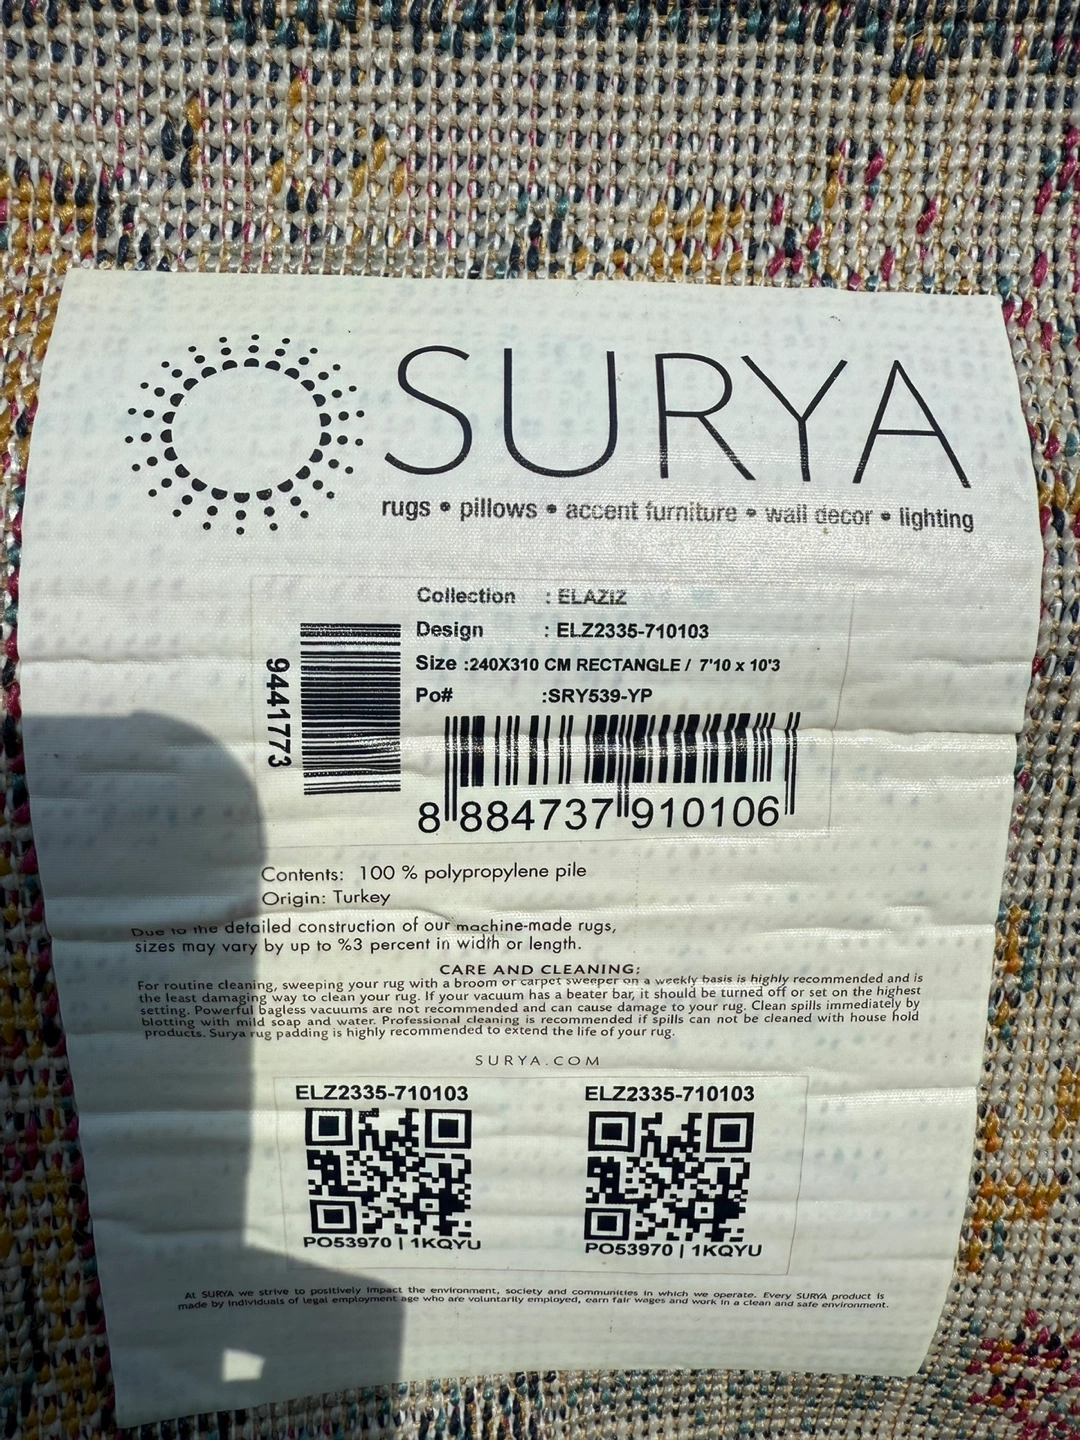 SURYA
rugs • pillows • accent furniture • wall decor • lighting
Collection : ELAZIZ
Design : ELZ2335-710103
Size :240X310 CM RECTANGLE / 7'10 x 10'3
Po# :SRY539-YP
9441773
8 884737 910106
Contents: 100 % polypropylene pile
Origin: Turkey
Due to the detailed construction of our machine-made rugs,
sizes may vary by up to %3 percent in width or length.
CARE AND CLEANING:
For routine cleaning, sweeping your rug with a broom or carpet sweeper on a weekly basis is highly recommended and is
the least damaging way to clean your rug. If your vacuum has a beater bar, it should be turned off or set on the highest
setting. Powerful bagless vacuums are not recommended and can cause damage to your rug. Clean spills immediately by
blotting with mild soap and water. Professional cleaning is recommended if spills can not be cleaned with house hold
products. Surya rug padding is highly recommended to extend the life of your rug.
SURYA.COM
ELZ2335-710103 ELZ2335-710103
PO53970 | 1KQYU PO53970 | 1KQYU
At SURYA we strive to positively impact the environment, society and communities in which we operate. Every SURYA product is
made by individuals of legal employment age who are voluntarily employed, earn fair wages and work in a clean and safe environment.